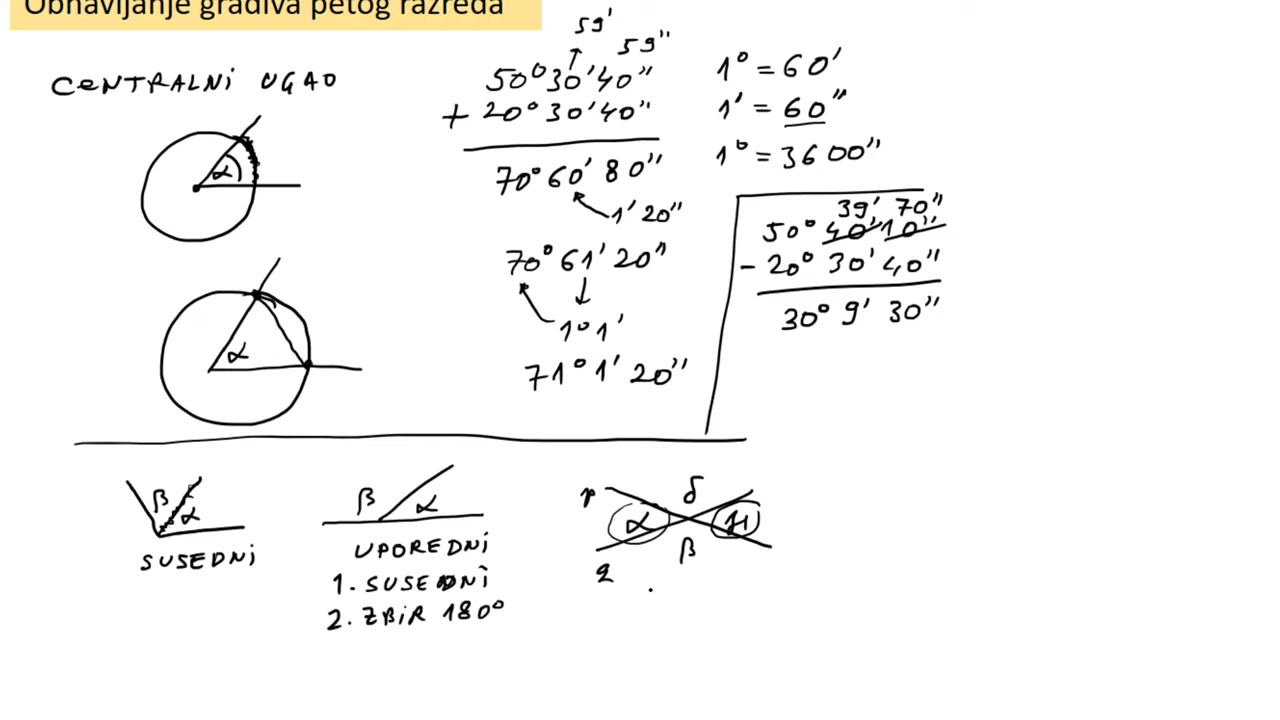 Obnavljanje gradiva petog razreda
CENTRALNI UGAO
α
α
59'
59"
50° 30' 40"
+ 20° 30' 40"
70° 60' 80"
1' 20"
70° 61' 20"
1° 1'
71° 1' 20"
1° = 60'
1' = 60"
1° = 3600"
39' 70"
50° 40' 10"
- 20° 30' 40"
30° 9' 30"
β α
SUSEDNI
β α
UPOREDNI
1. SUSEDNI
2. ZBIR 180°
p δ
α
β
q